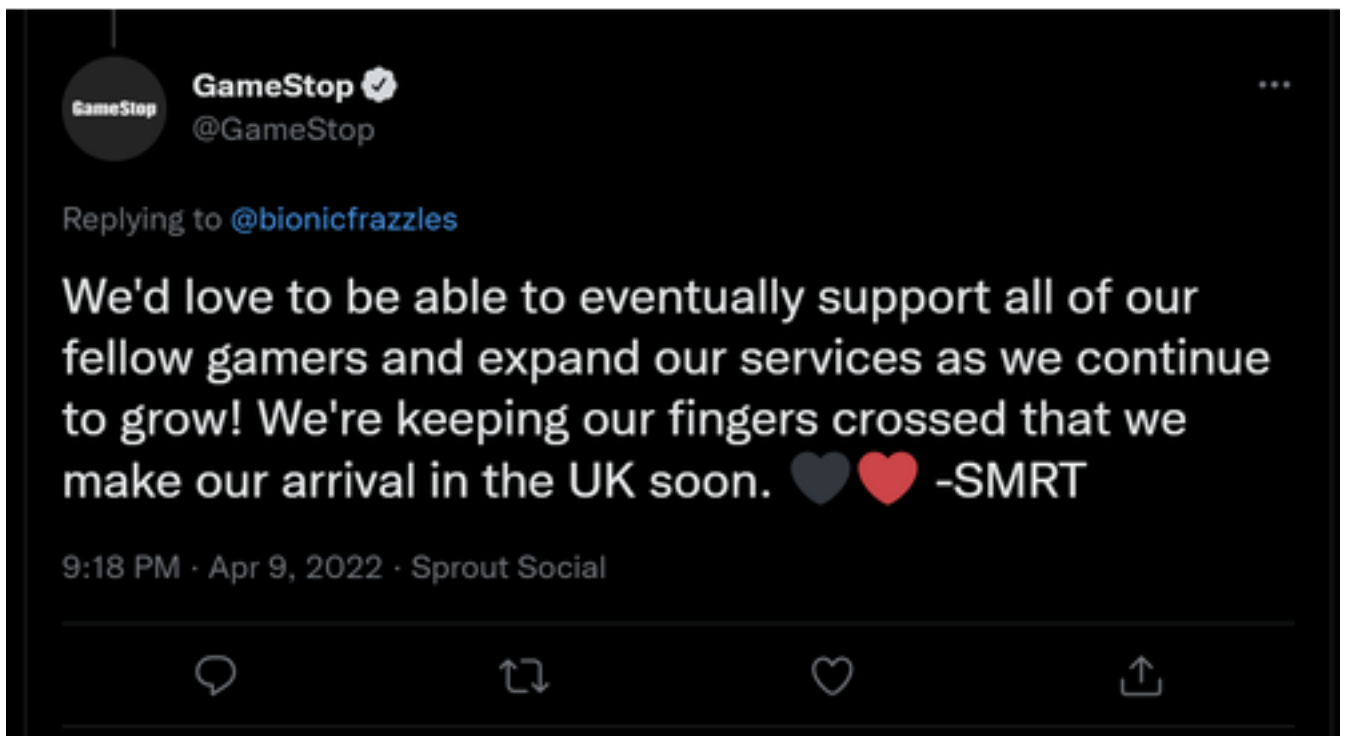 GameStop
GameStop
@GameStop
Replying to @bionicfrazzles
We'd love to be able to eventually support all of our
fellow gamers and expand our services as we continue
to grow! We're keeping our fingers crossed that we
make our arrival in the UK soon. 🖤❤️ -SMRT
9:18 PM · Apr 9, 2022 · Sprout Social